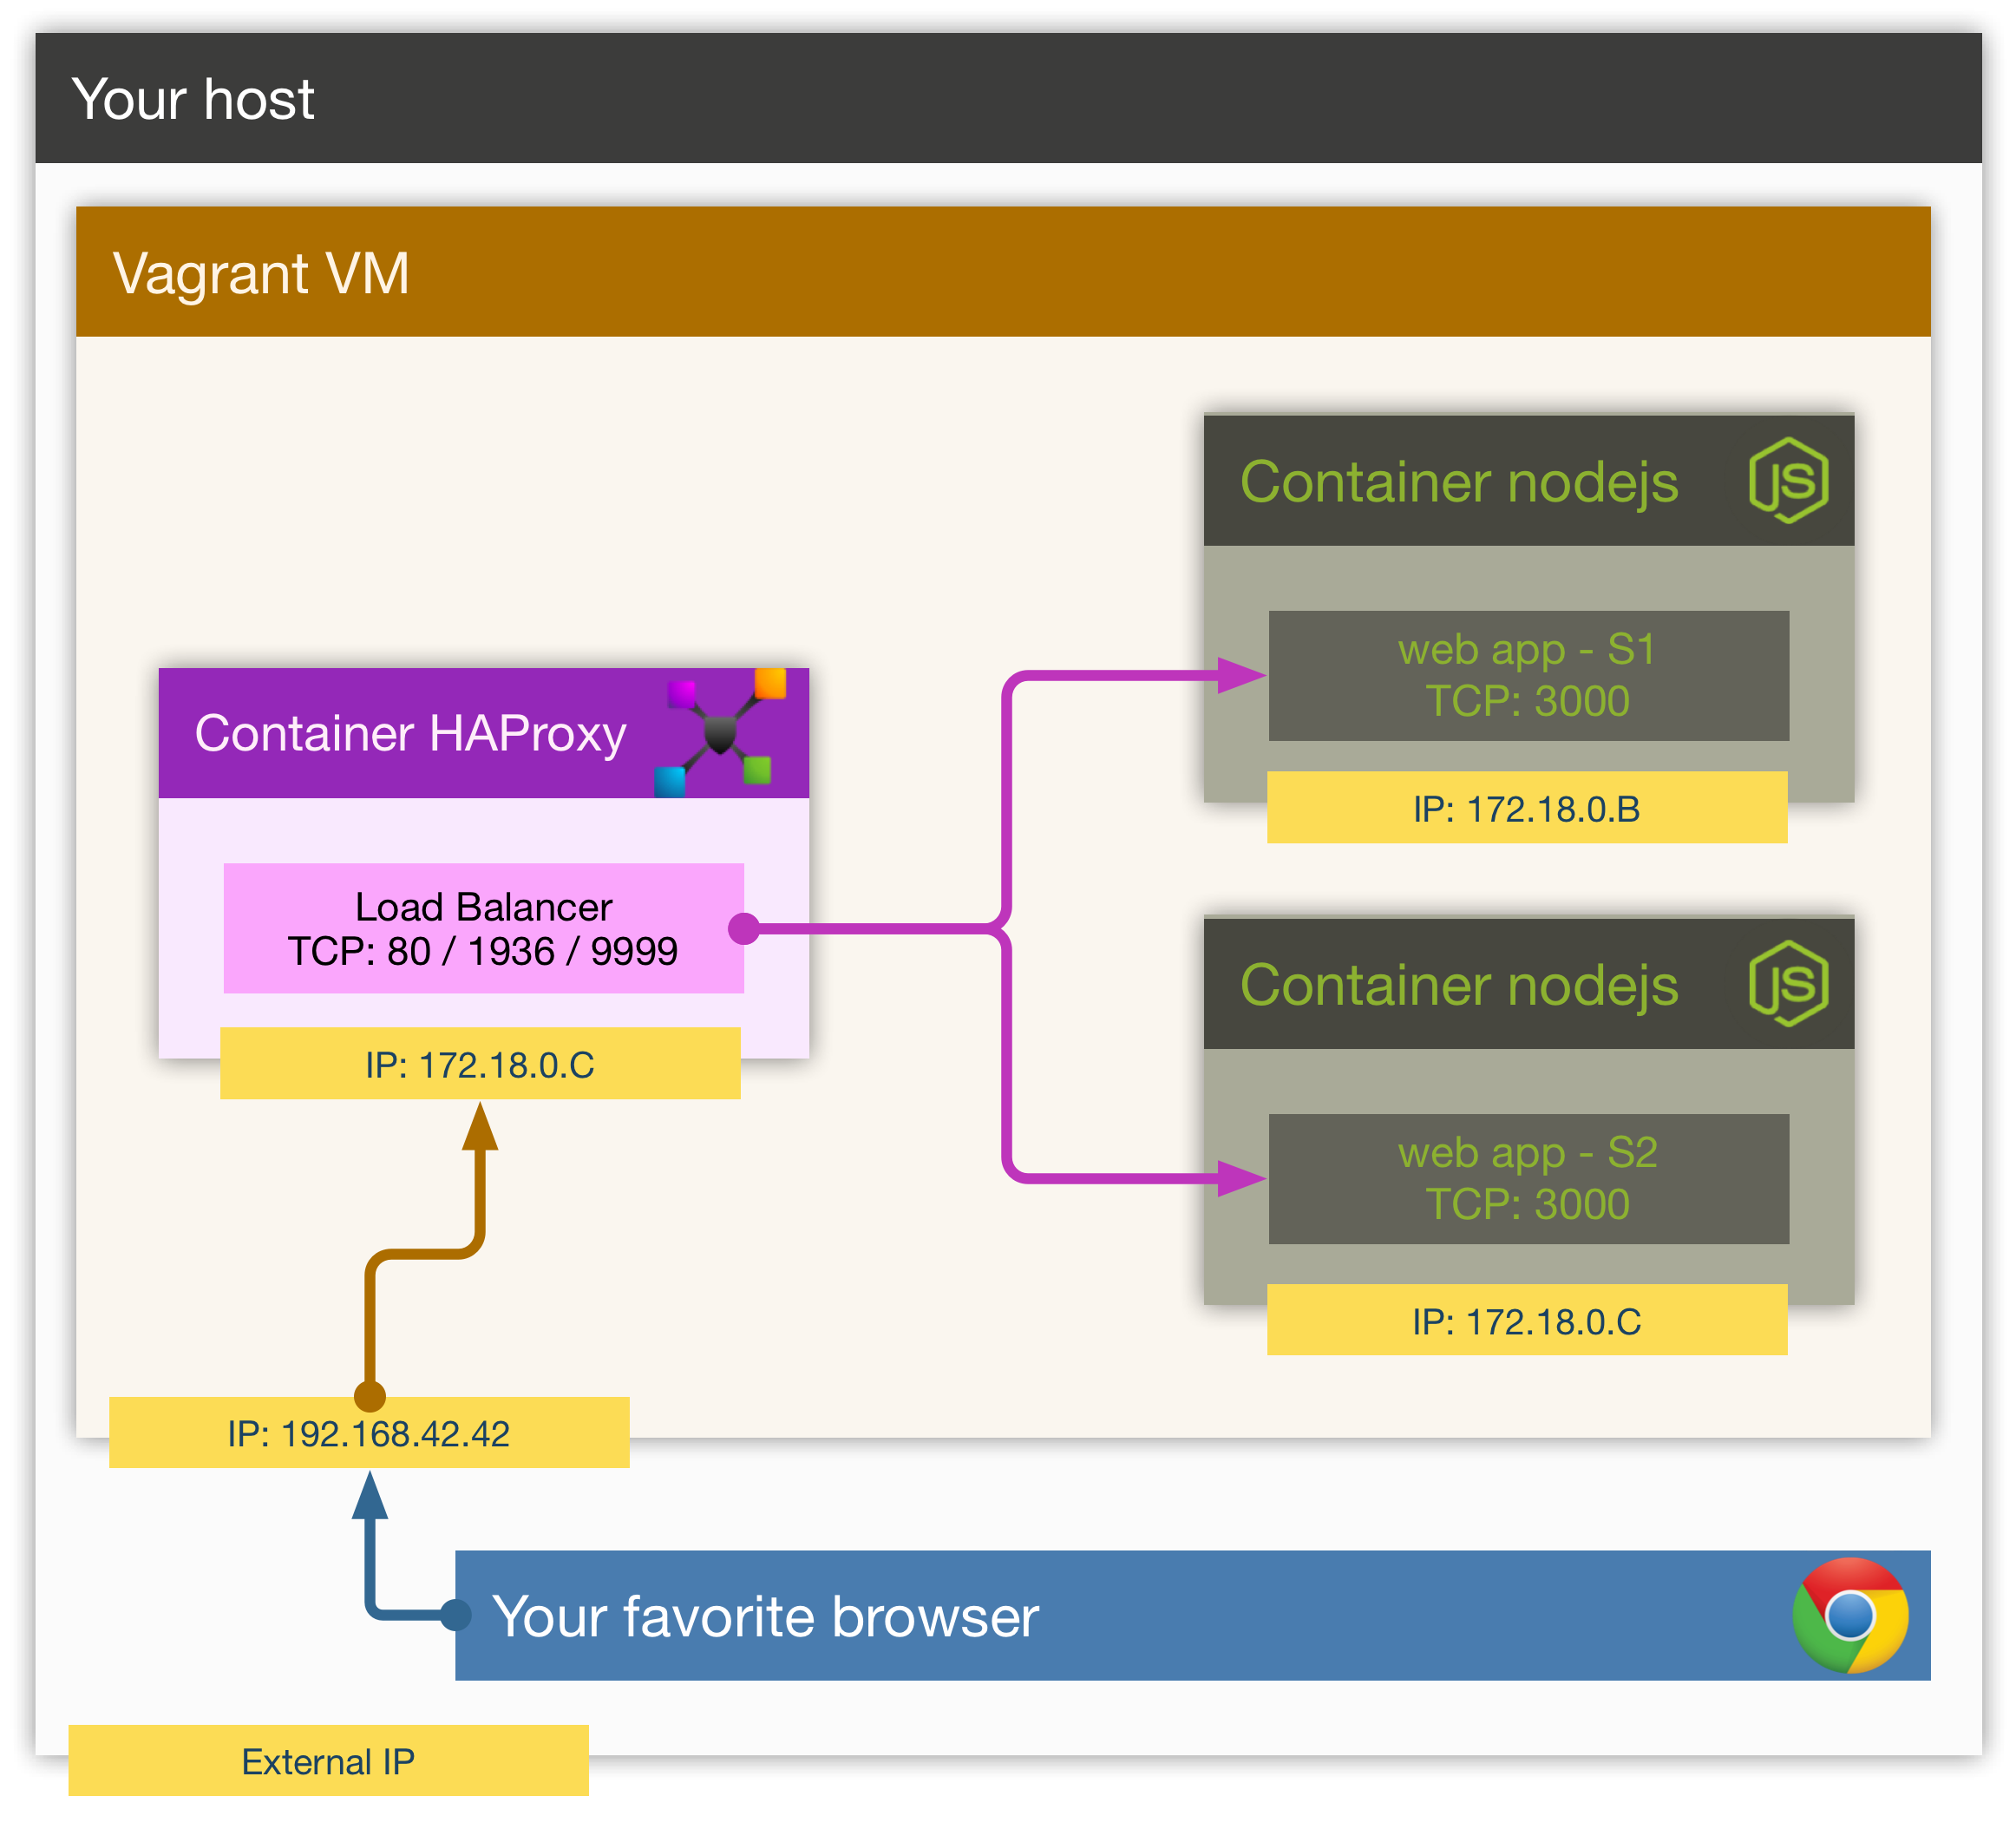 Your host
Vagrant VM
Container nodejs
JS
web app - S1
TCP: 3000
IP: 172.18.0.B
Container HAProxy
Load Balancer
TCP: 80 / 1936 / 9999
IP: 172.18.0.C
Container nodejs
JS
web app - S2
TCP: 3000
IP: 172.18.0.C
IP: 192.168.42.42
Your favorite browser
External IP